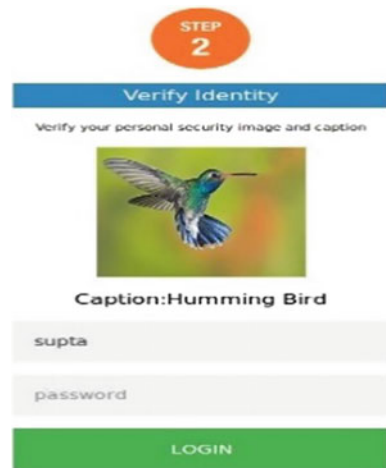 STEP
2
Verify Identity
Verify your personal security image and caption
Caption:Humming Bird
supta
password
LOGIN